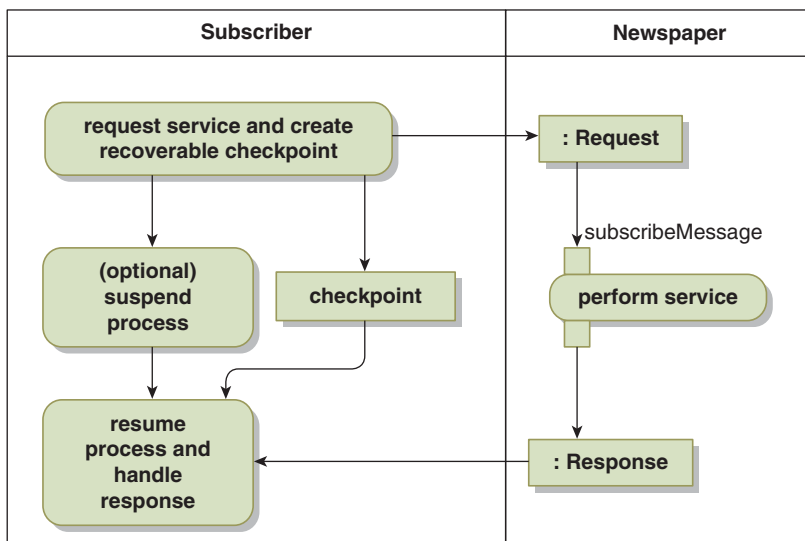 Subscriber
Newspaper
request service and create
recoverable checkpoint
: Request
subscribeMessage
(optional)
suspend
process
checkpoint
perform service
resume
process and
handle
response
: Response